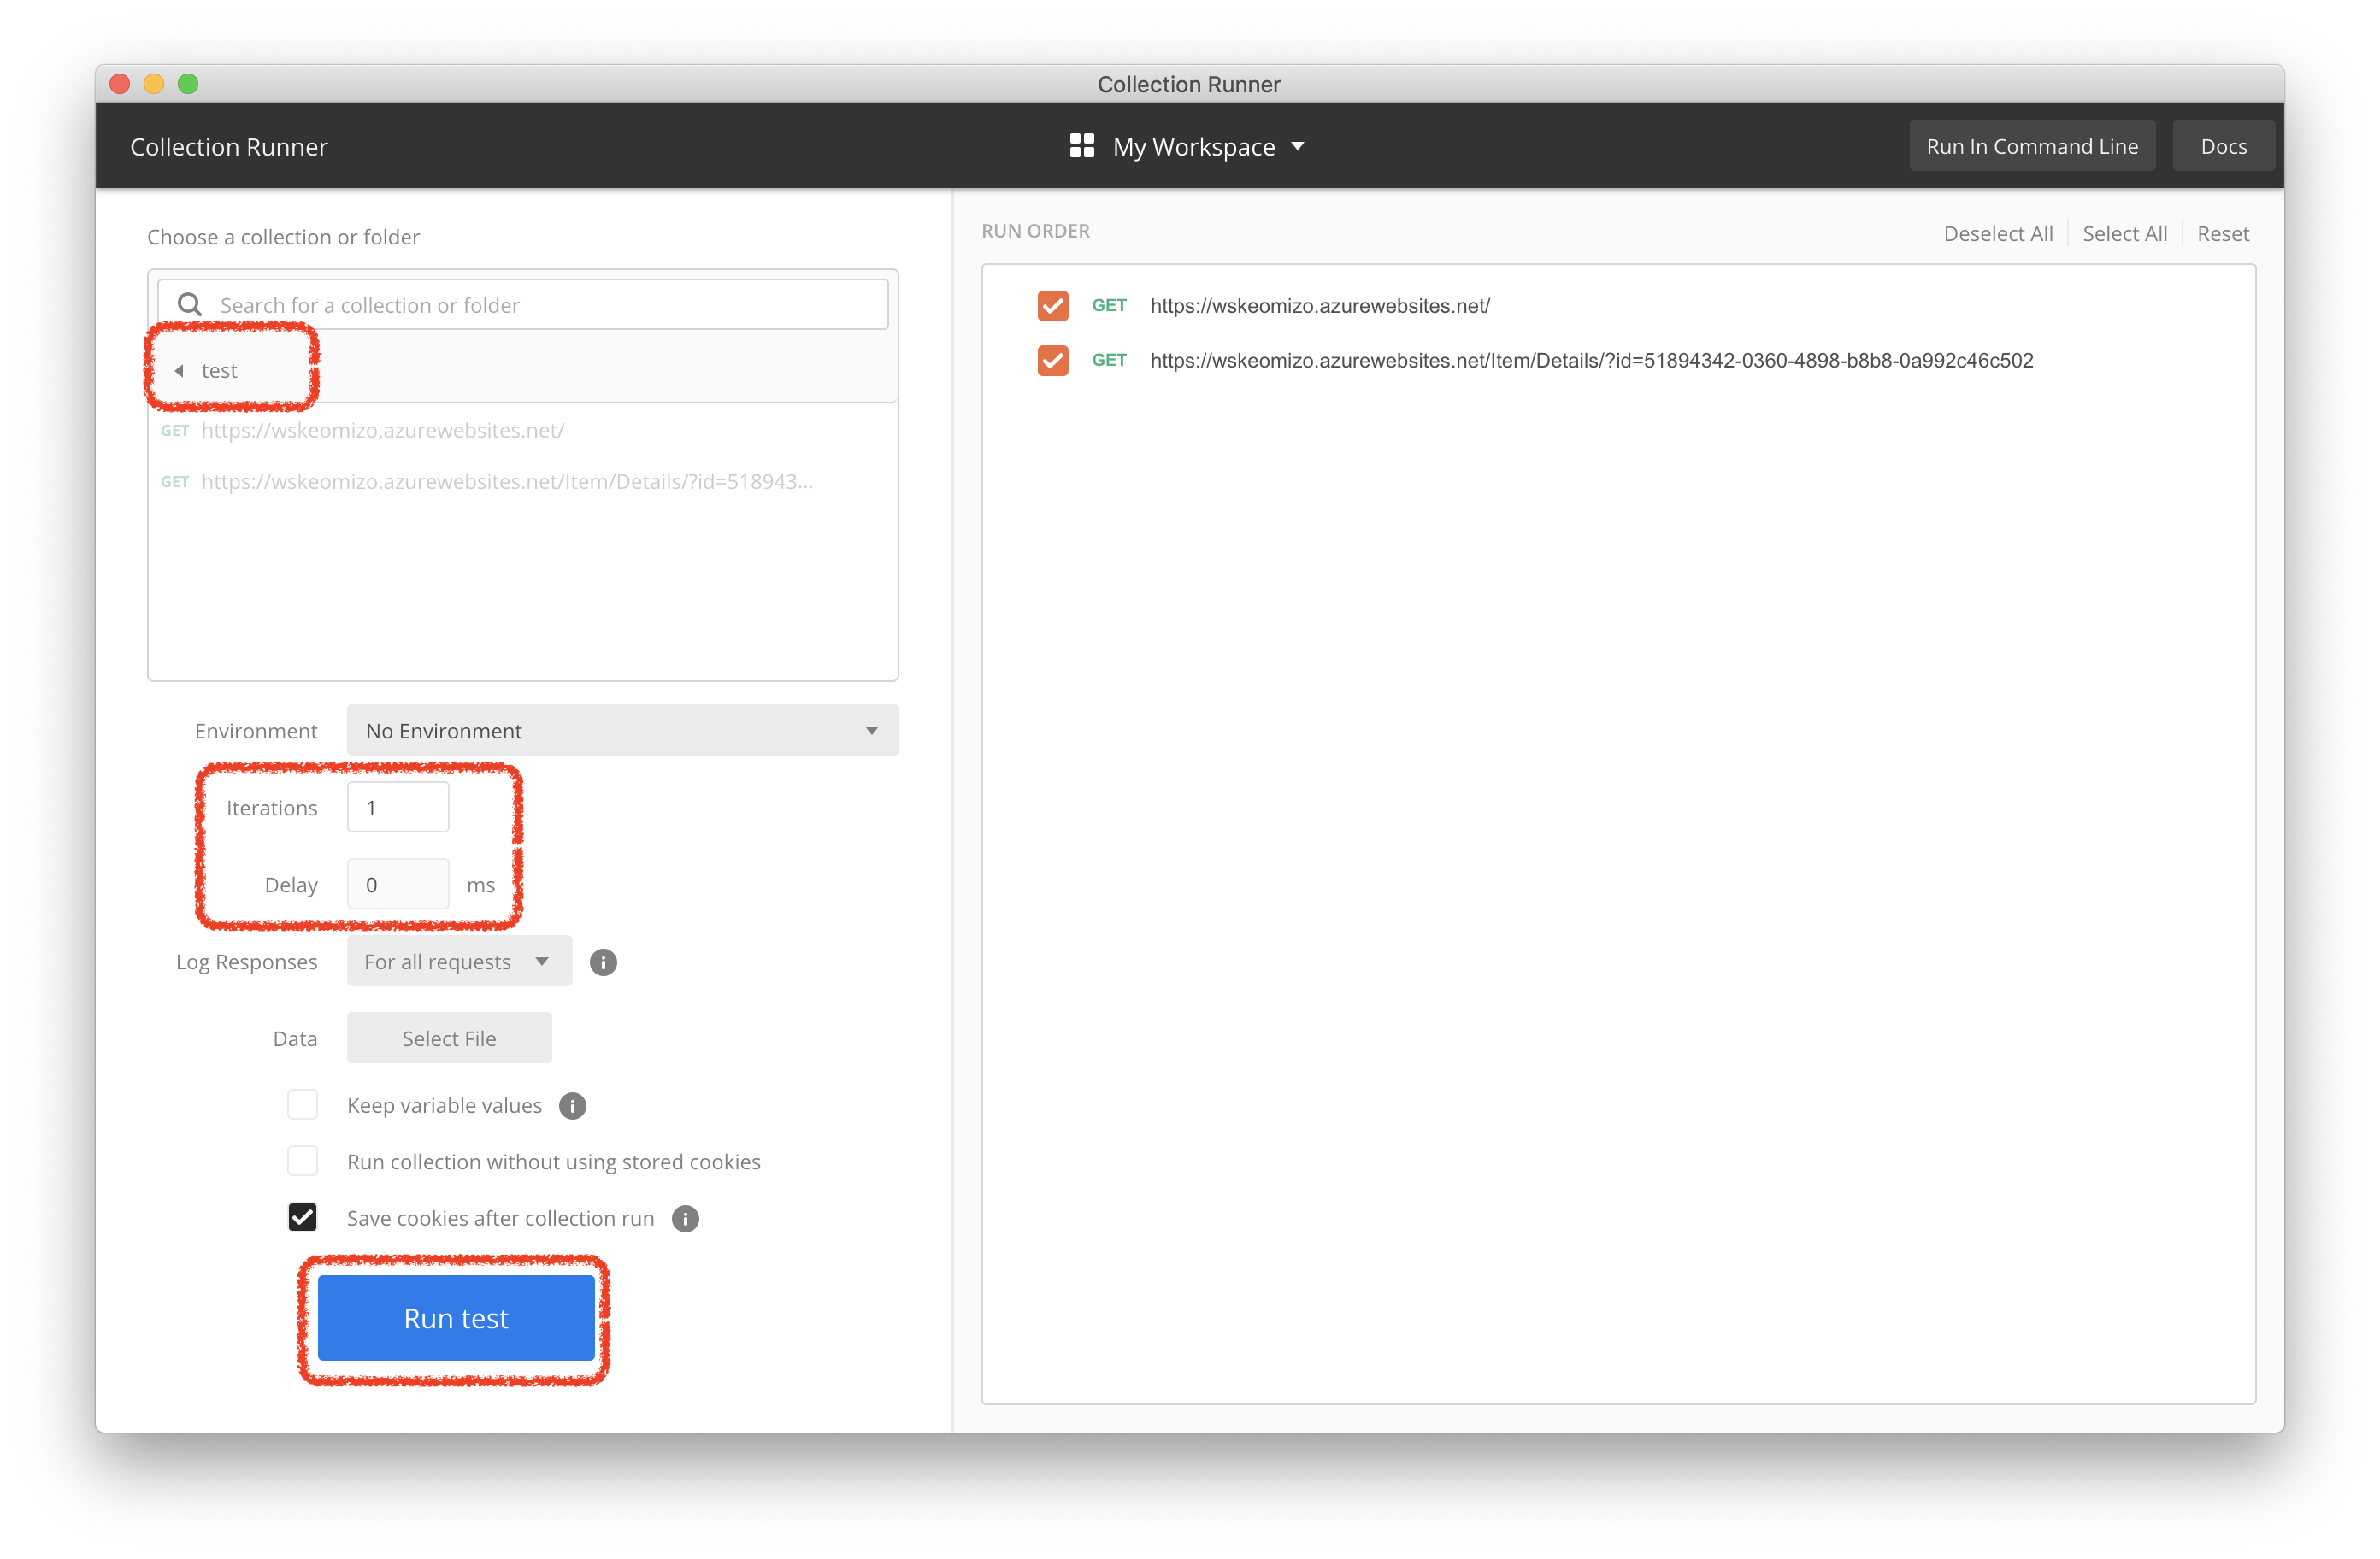 Collection Runner
Collection Runner
My Workspace
Run In Command Line
Docs
Choose a collection or folder
Search for a collection or folder
test
GET https://wskeomizo.azurewebsites.net/
GET https://wskeomizo.azurewebsites.net/Item/Details/?id=518943...
Environment No Environment
Iterations 1
Delay 0 ms
Log Responses For all requests
Data Select File
Keep variable values
Run collection without using stored cookies
Save cookies after collection run
Run test
RUN ORDER
Deselect All Select All Reset
GET https://wskeomizo.azurewebsites.net/
GET https://wskeomizo.azurewebsites.net/Item/Details/?id=51894342-0360-4898-b8b8-0a992c46c502